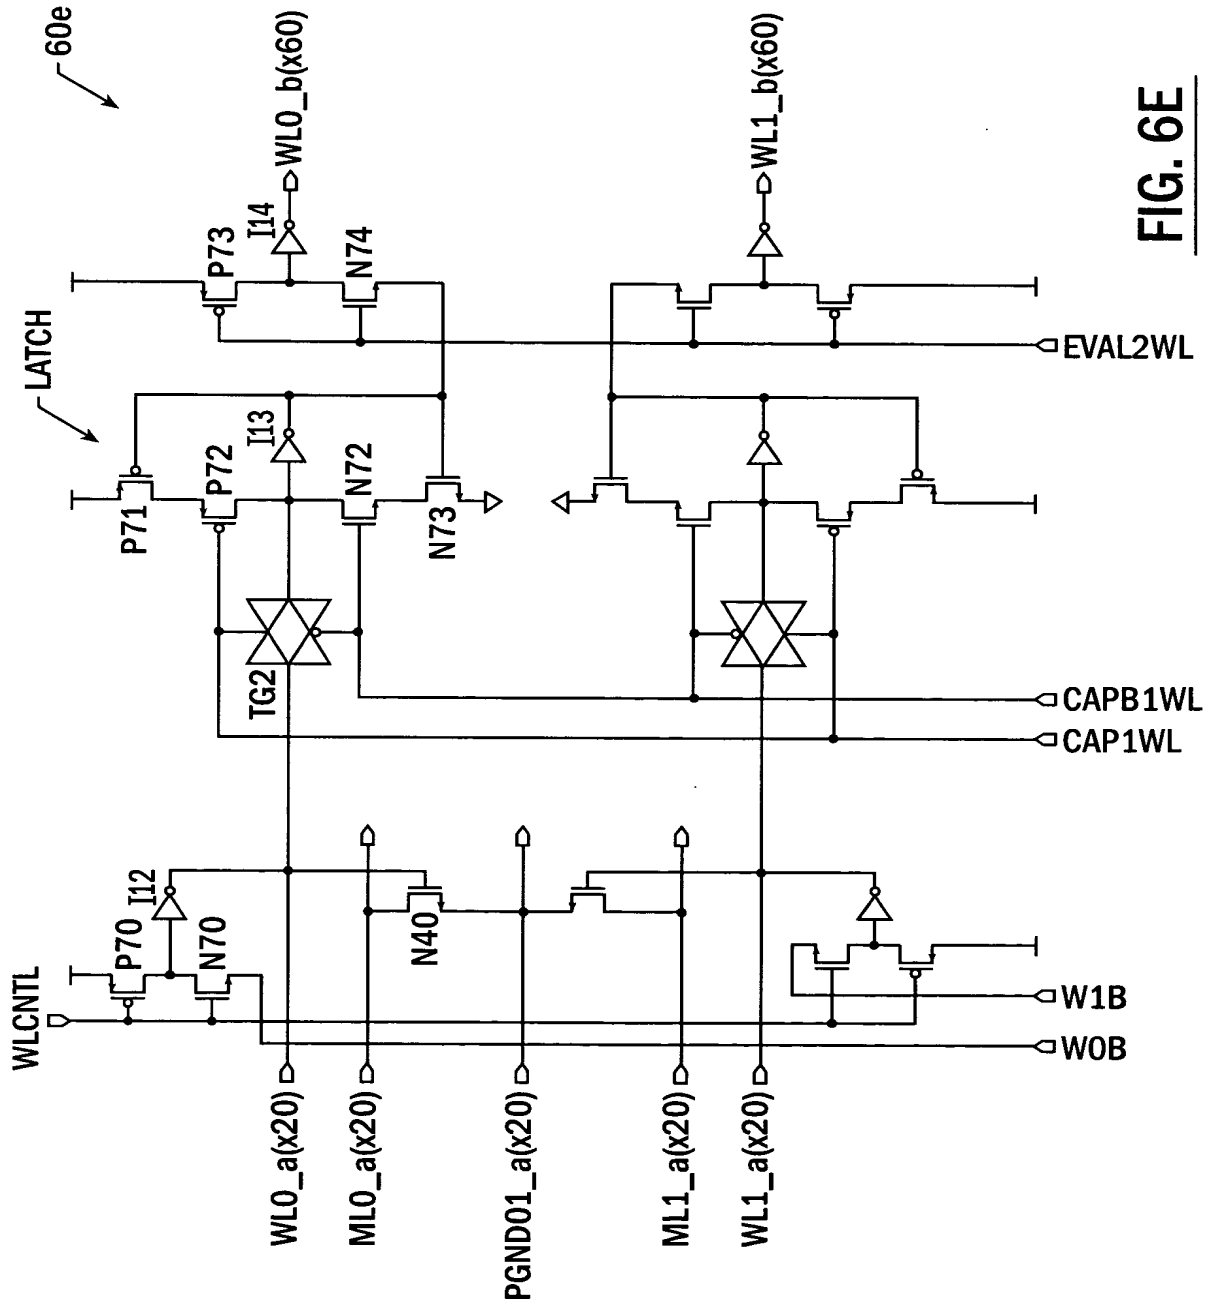 60e
WL0_b(x60)
WL1_b(x60)
I14
P73
N74
EVAL2WL
LATCH
I13
P71
P72
N72
N73
TG2
CAPB1WL
CAP1WL
WLCNTL
I12
P70
N70
N40
W1B
W0B
WL0_a(x20)
ML0_a(x20)
PGND01_a(x20)
ML1_a(x20)
WL1_a(x20)
FIG. 6E